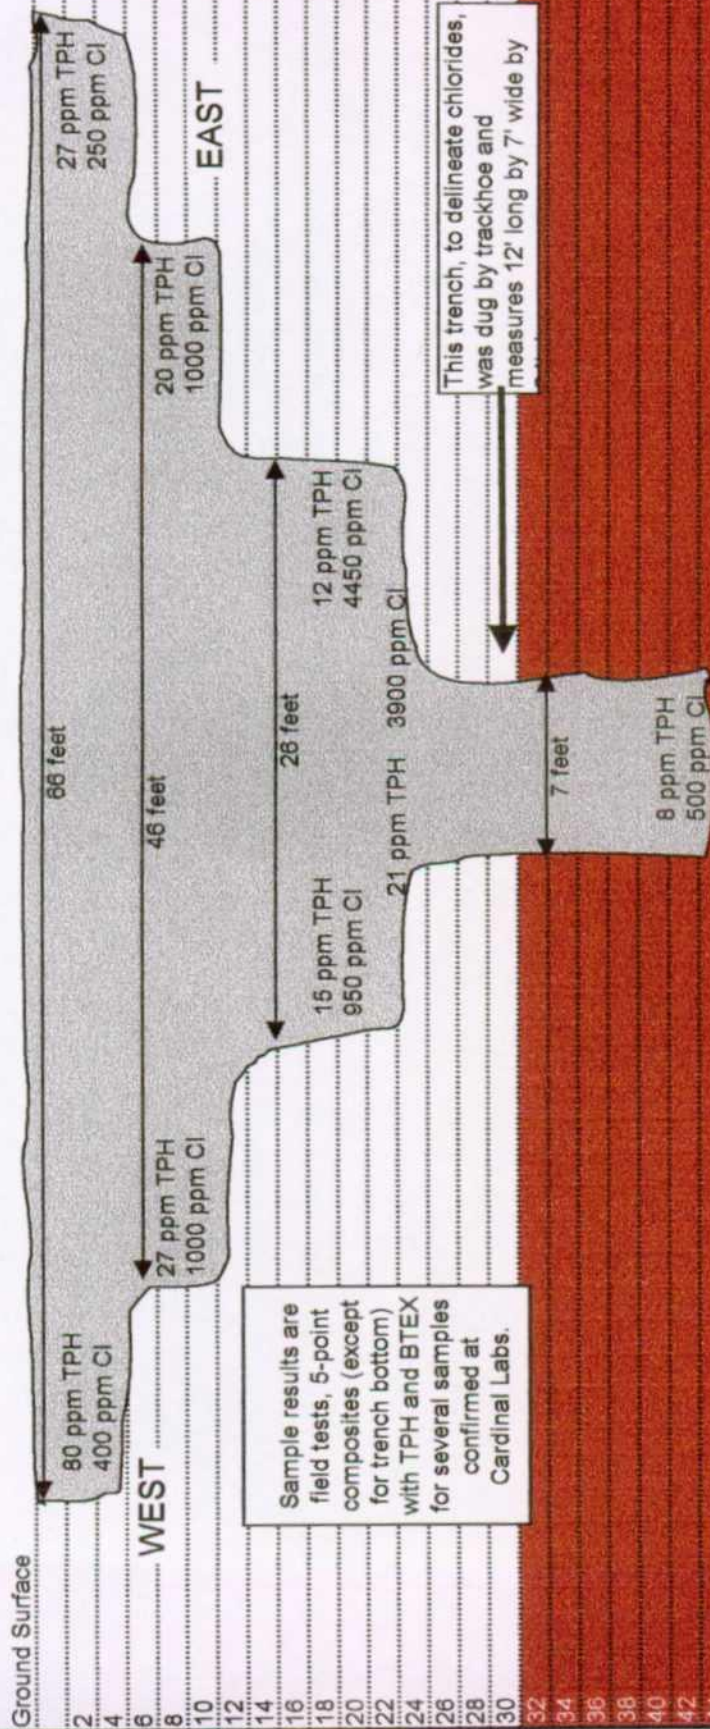 Ground Surface
2
4
6
8
10
12
14
16
18
20
22
24
26
28
30
32
34
36
38
40
42
66 feet
80 ppm TPH
400 ppm Cl
27 ppm TPH
250 ppm Cl
WEST
EAST
46 feet
27 ppm TPH
1000 ppm Cl
20 ppm TPH
1000 ppm Cl
26 feet
15 ppm TPH
950 ppm Cl
12 ppm TPH
4450 ppm Cl
21 ppm TPH 3900 ppm Cl
7 feet
8 ppm TPH
500 ppm Cl
Sample results are
field tests, 5-point
composites (except
for trench bottom)
with TPH and BTEX
for several samples
confirmed at
Cardinal Labs.
This trench, to delineate chlorides,
was dug by trackhoe and
measures 12' long by 7' wide by